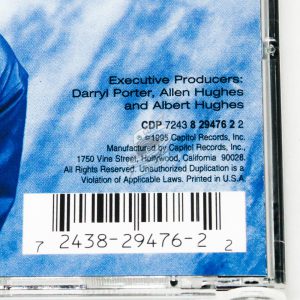 Executive Producers:
Darryl Porter, Allen Hughes
and Albert Hughes
CDP 7243 8 29476 2 2
℗ © 1995 Capitol Records, Inc.
Manufactured by Capitol Records, Inc.,
1750 Vine Street, Hollywood, California 90028.
All Rights Reserved. Unauthorized Duplication is a
Violation of Applicable Laws. Printed in U.S.A.
7 2438-29476-2 2